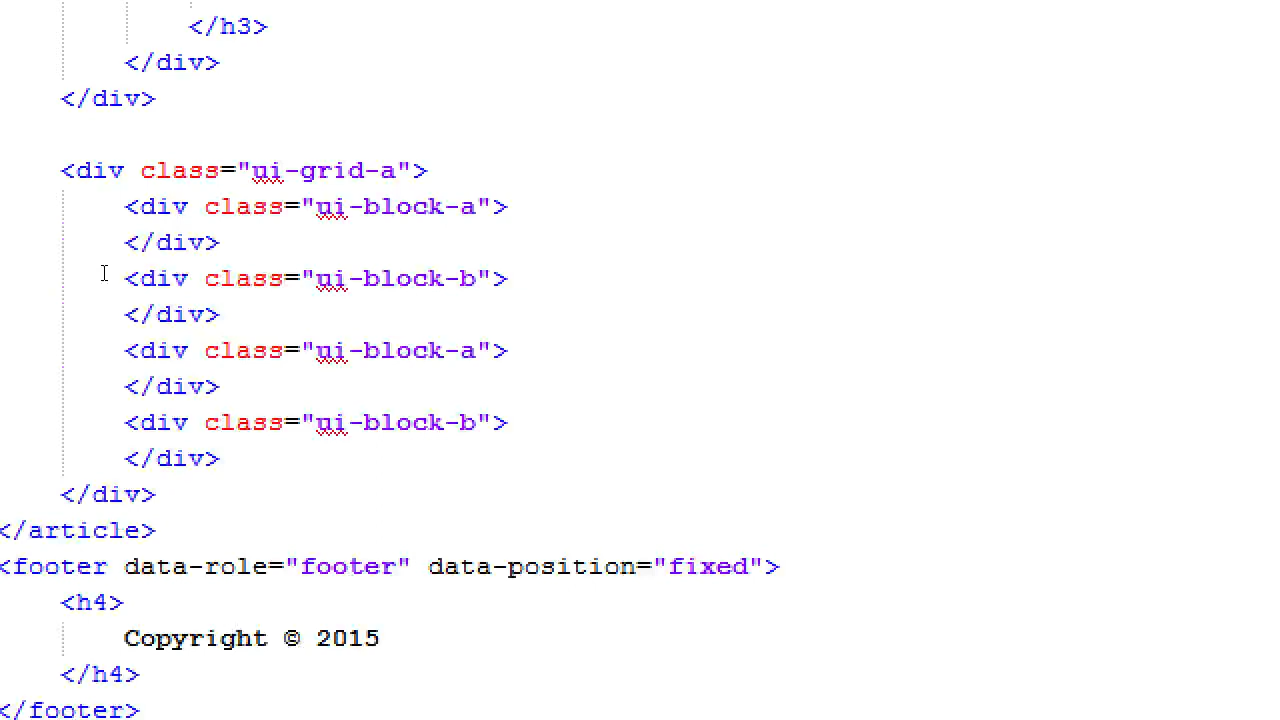 </h3>
</div>
</div>
<div class="ui-grid-a">
<div class="ui-block-a">
</div>
<div class="ui-block-b">
</div>
<div class="ui-block-a">
</div>
<div class="ui-block-b">
</div>
</div>
</article>
<footer data-role="footer" data-position="fixed">
<h4>
Copyright © 2015
</h4>
</footer>